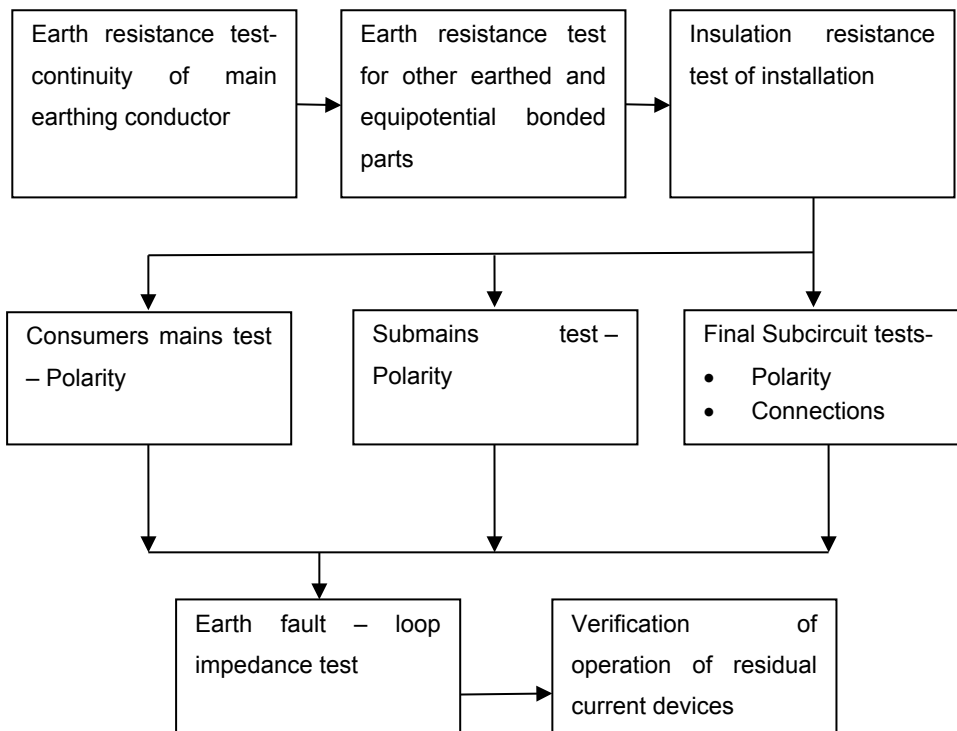 Earth resistance test-
continuity of main
earthing conductor
Earth resistance test
for other earthed and
equipotential bonded
parts
Insulation resistance
test of installation
Consumers mains test
– Polarity
Submains test –
Polarity
Final Subcircuit tests-
• Polarity
• Connections
Earth fault – loop
impedance test
Verification of
operation of residual
current devices